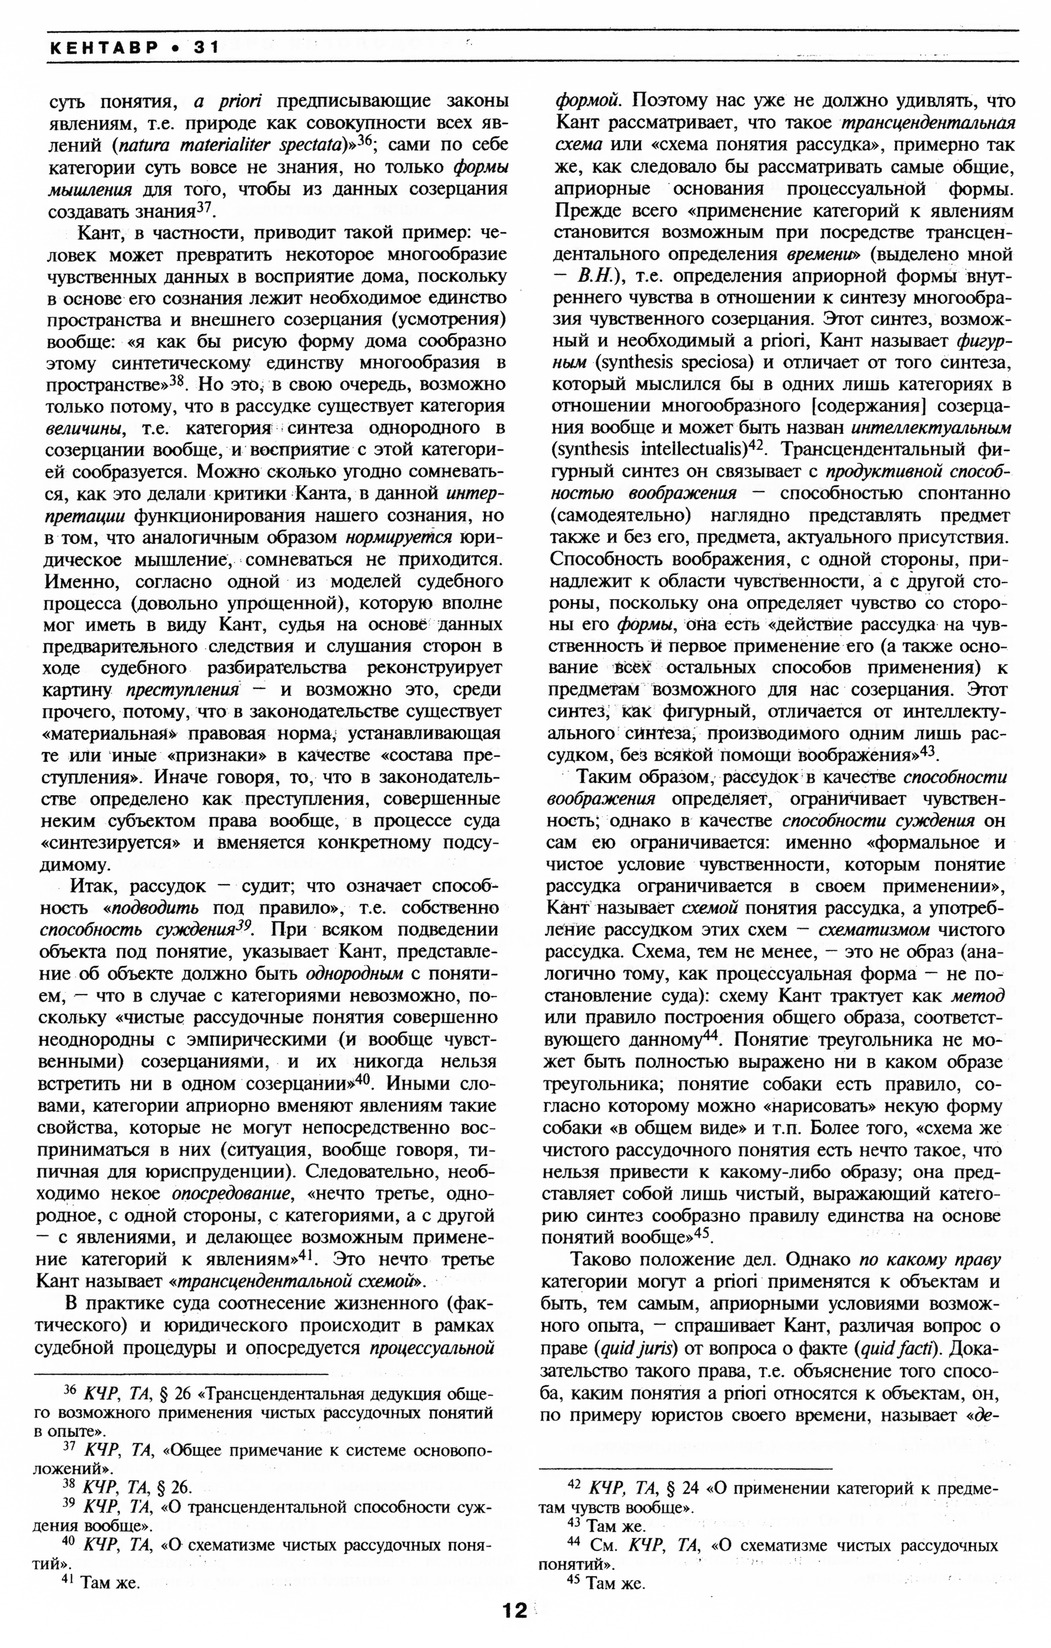 КЕНТАВР • 31
суть понятия, a priori предписывающие законы
явлениям, т.е. природе как совокупности всех яв-
лений (natura materialiter spectata)»36; сами по себе
категории суть вовсе не знания, но только формы
мышления для того, чтобы из данных созерцания
создавать знания37.
Кант, в частности, приводит такой пример: че-
ловек может превратить некоторое многообразие
чувственных данных в восприятие дома, поскольку
в основе его сознания лежит необходимое единство
пространства и внешнего созерцания (усмотрения)
вообще: «я как бы рисую форму дома сообразно
этому синтетическому единству многообразия в
пространстве»38. Но это, в свою очередь, возможно
только потому, что в рассудке существует категория
величины, т.е. категория синтеза однородного в
созерцании вообще, и восприятие с этой категори-
ей сообразуется. Можно сколько угодно сомневать-
ся, как это делали критики Канта, в данной интер-
претации функционирования нашего сознания, но
в том, что аналогичным образом нормируется юри-
дическое мышление, сомневаться не приходится.
Именно, согласно одной из моделей судебного
процесса (довольно упрощенной), которую вполне
мог иметь в виду Кант, судья на основе данных
предварительного следствия и слушания сторон в
ходе судебного разбирательства реконструирует
картину преступления — и возможно это, среди
прочего, потому, что в законодательстве существует
«материальная» правовая норма, устанавливающая
те или иные «признаки» в качестве «состава пре-
ступления». Иначе говоря, то, что в законодатель-
стве определено как преступления, совершенные
неким субъектом права вообще, в процессе суда
«синтезируется» и вменяется конкретному подсу-
димому.
Итак, рассудок — судит; что означает способ-
ность «подводить под правило», т.е. собственно
способность суждения39. При всяком подведении
объекта под понятие, указывает Кант, представле-
ние об объекте должно быть однородным с поняти-
ем, — что в случае с категориями невозможно, по-
скольку «чистые рассудочные понятия совершенно
неоднородны с эмпирическими (и вообще чувст-
венными) созерцаниями, и их никогда нельзя
встретить ни в одном созерцании»40. Иными сло-
вами, категории априорно вменяют явлениям такие
свойства, которые не могут непосредственно вос-
приниматься в них (ситуация, вообще говоря, ти-
пичная для юриспруденции). Следовательно, необ-
ходимо некое опосредование, «нечто третье, одно-
родное, с одной стороны, с категориями, а с другой
— с явлениями, и делающее возможным примене-
ние категорий к явлениям»41. Это нечто третье
Кант называет «трансцендентальной схемой».
В практике суда соотнесение жизненного (фак-
тического) и юридического происходит в рамках
судебной процедуры и опосредуется процессуальной
36 КЧР, ТА, § 26 «Трансцендентальная дедукция обще-
го возможного применения чистых рассудочных понятий
в опыте».
37 КЧР, ТА, «Общее примечание к системе основопо-
ложений».
38 КЧР, ТА, § 26.
39 КЧР, ТА, «О трансцендентальной способности суж-
дения вообще».
40 КЧР, ТА, «О схематизме чистых рассудочных поня-
тий».
41 Там же.
формой. Поэтому нас уже не должно удивлять, что
Кант рассматривает, что такое трансцендентальная
схема или «схема понятия рассудка», примерно так
же, как следовало бы рассматривать самые общие,
априорные основания процессуальной формы.
Прежде всего «применение категорий к явлениям
становится возможным при посредстве трансцен-
дентального определения времени» (выделено мной
— В.Н.), т.е. определения априорной формы внут-
реннего чувства в отношении к синтезу многообра-
зия чувственного созерцания. Этот синтез, возмож-
ный и необходимый a priori, Кант называет фигур-
ным (synthesis speciosa) и отличает от того синтеза,
который мыслился бы в одних лишь категориях в
отношении многообразного [содержания] созерца-
ния вообще и может быть назван интеллектуальным
(synthesis intellectualis)42. Трансцендентальный фи-
гурный синтез он связывает с продуктивной способ-
ностью воображения — способностью спонтанно
(самодеятельно) наглядно представлять предмет
также и без его, предмета, актуального присутствия.
Способность воображения, с одной стороны, при-
надлежит к области чувственности, а с другой сто-
роны, поскольку она определяет чувство со сторо-
ны его формы, она есть «действие рассудка на чув-
ственность и первое применение его (а также осно-
вание всех остальных способов применения) к
предметам возможного для нас созерцания. Этот
синтез, как фигурный, отличается от интеллекту-
ального синтеза, производимого одним лишь рас-
судком, без всякой помощи воображения»43.
Таким образом, рассудок в качестве способности
воображения определяет, ограничивает чувствен-
ность; однако в качестве способности суждения он
сам ею ограничивается: именно «формальное и
чистое условие чувственности, которым понятие
рассудка ограничивается в своем применении»,
Кант называет схемой понятия рассудка, а употреб-
ление рассудком этих схем — схематизмом чистого
рассудка. Схема, тем не менее, — это не образ (ана-
логично тому, как процессуальная форма — не по-
становление суда): схему Кант трактует как метод
или правило построения общего образа, соответст-
вующего данному44. Понятие треугольника не мо-
жет быть полностью выражено ни в каком образе
треугольника; понятие собаки есть правило, со-
гласно которому можно «нарисовать» некую форму
собаки «в общем виде» и т.п. Более того, «схема же
чистого рассудочного понятия есть нечто такое, что
нельзя привести к какому-либо образу; она пред-
ставляет собой лишь чистый, выражающий катего-
рию синтез сообразно правилу единства на основе
понятий вообще»45.
Таково положение дел. Однако по какому праву
категории могут a priori применятся к объектам и
быть, тем самым, априорными условиями возмож-
ного опыта, — спрашивает Кант, различая вопрос о
праве (quid juris) от вопроса о факте (quid facti). Дока-
зательство такого права, т.е. объяснение того спосо-
ба, каким понятия a priori относятся к объектам, он,
по примеру юристов своего времени, называет «де-
42 КЧР, ТА, § 24 «О применении категорий к предме-
там чувств вообще».
43 Там же.
44 См. КЧР, ТА, «О схематизме чистых рассудочных
понятий».
45 Там же.
12